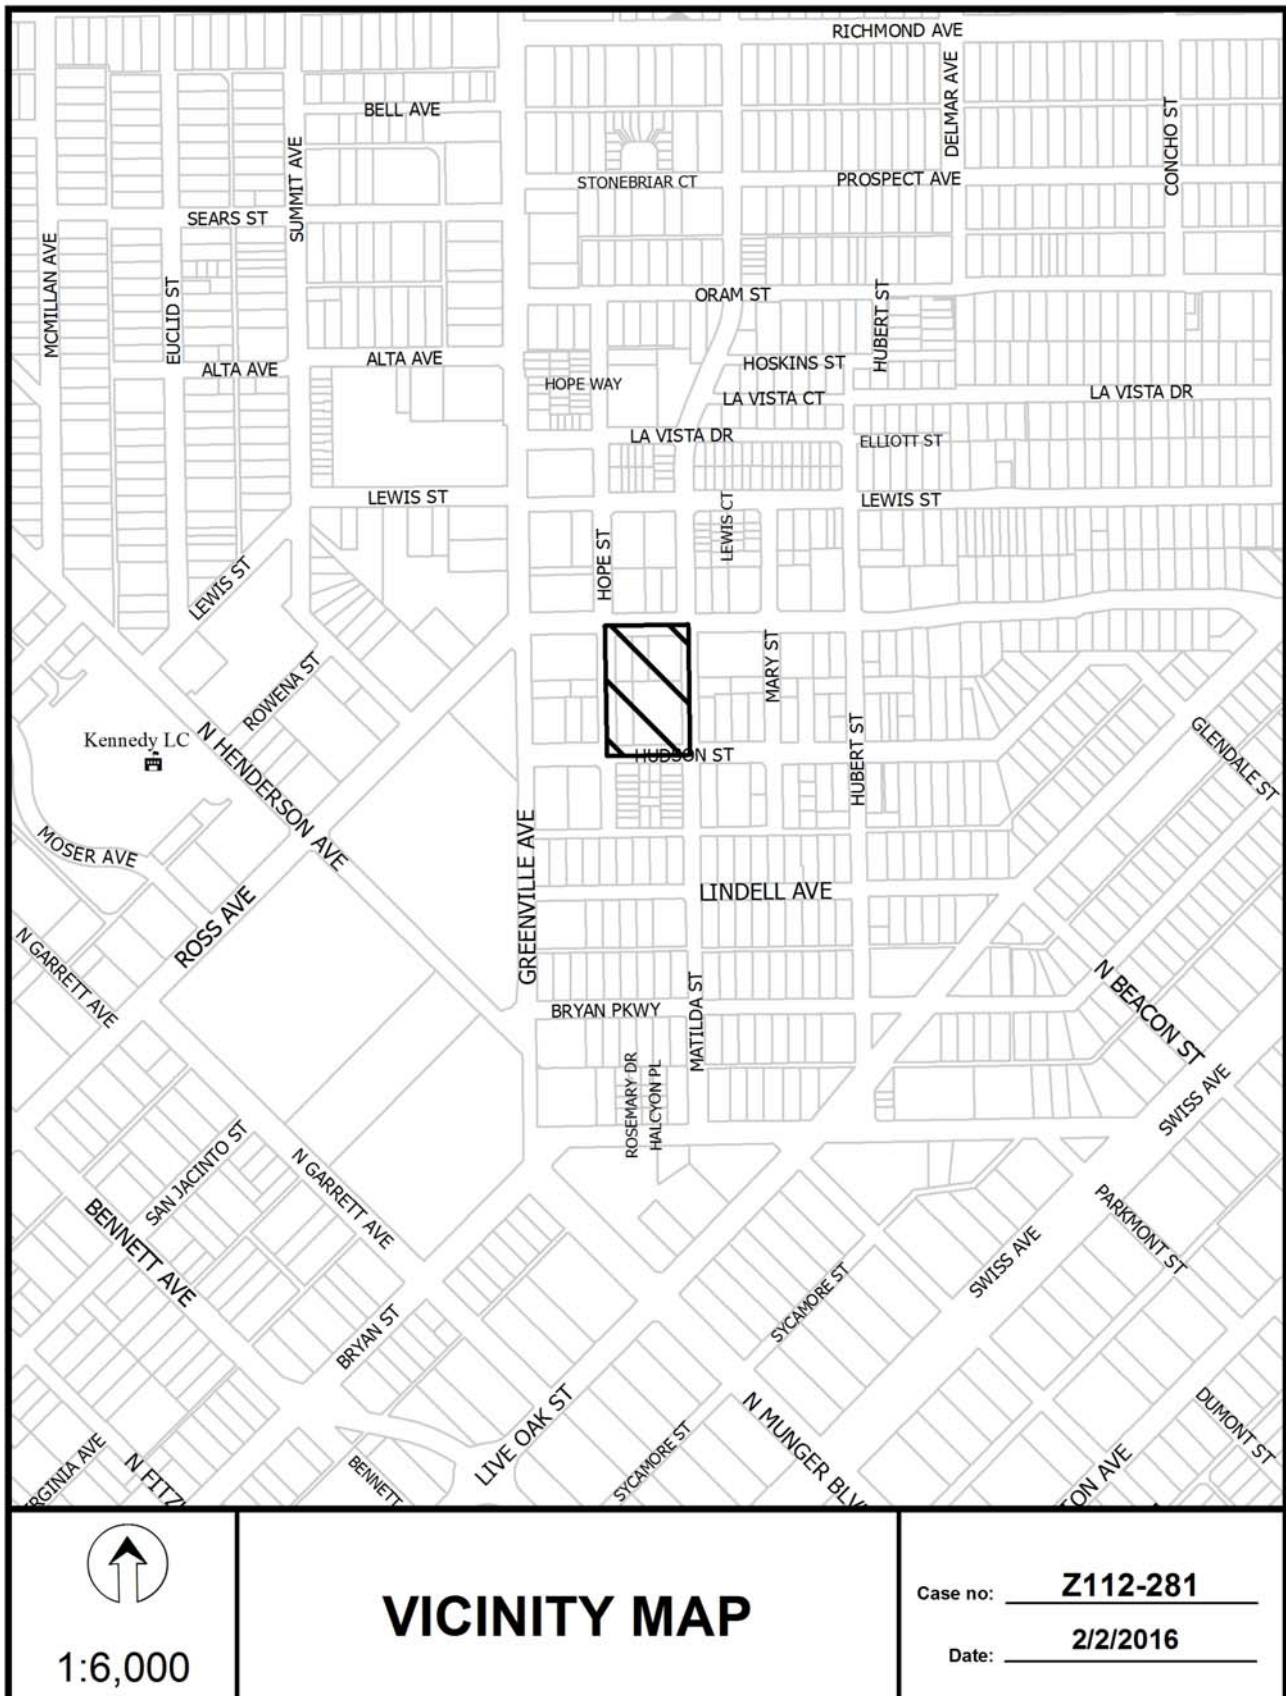 RICHMOND AVE
DELMAR AVE
BELL AVE
CONCHO ST
SUMMIT AVE
STONEBRIAR CT
PROSPECT AVE
SEARS ST
MCMILLAN AVE
EUCLID ST
ORAM ST
HUBERT ST
ALTA AVE
ALTA AVE
HOSKINS ST
HOPE WAY
LA VISTA CT
LA VISTA DR
LA VISTA DR
ELLIOTT ST
LEWIS ST
LEWIS ST
LEWIS CT
HOPE ST
LEWIS ST
MARY ST
ROWENA ST
N HENDERSON AVE
Kennedy LC
HUDSON ST
HUBERT ST
GLENDALE ST
MOSER AVE
GREENVILLE AVE
LINDELL AVE
ROSS AVE
N GARRETT AVE
N BEACON ST
MATILDA ST
BRYAN PKWY
ROSEMARY DR
HALCYON PL
SWISS AVE
SAN JACINTO ST
N GARRETT AVE
BENNETT AVE
PARKMONT ST
SWISS AVE
SYCAMORE ST
BRYAN ST
LIVE OAK ST
N MUNGER BLV
DUMONT ST
SYCAMORE ST
RGINIA AVE
N FITZ
BENNETT
TON AVE
1:6,000
VICINITY MAP
Case no: Z112-281
Date: 2/2/2016